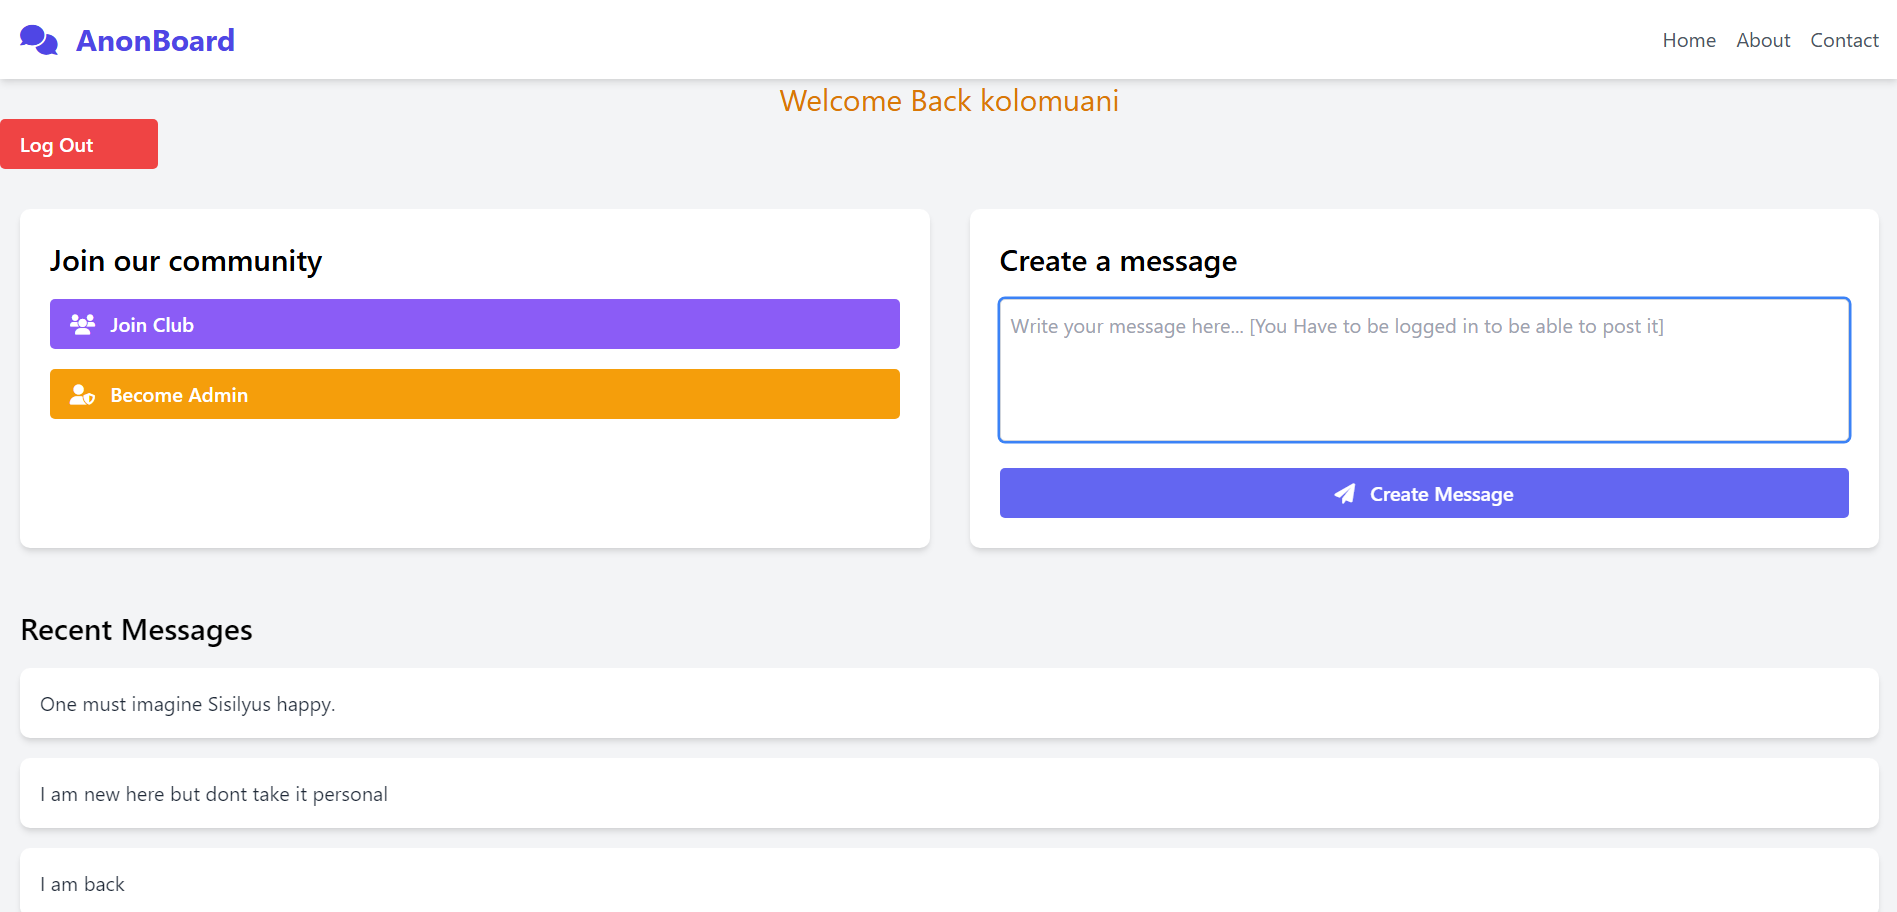 AnonBoard
Home About Contact
Welcome Back kolomuani
Log Out
Join our community
Join Club
Become Admin
Create a message
Write your message here... [You Have to be logged in to be able to post it]
Create Message
Recent Messages
One must imagine Sisilyus happy.
I am new here but dont take it personal
I am back